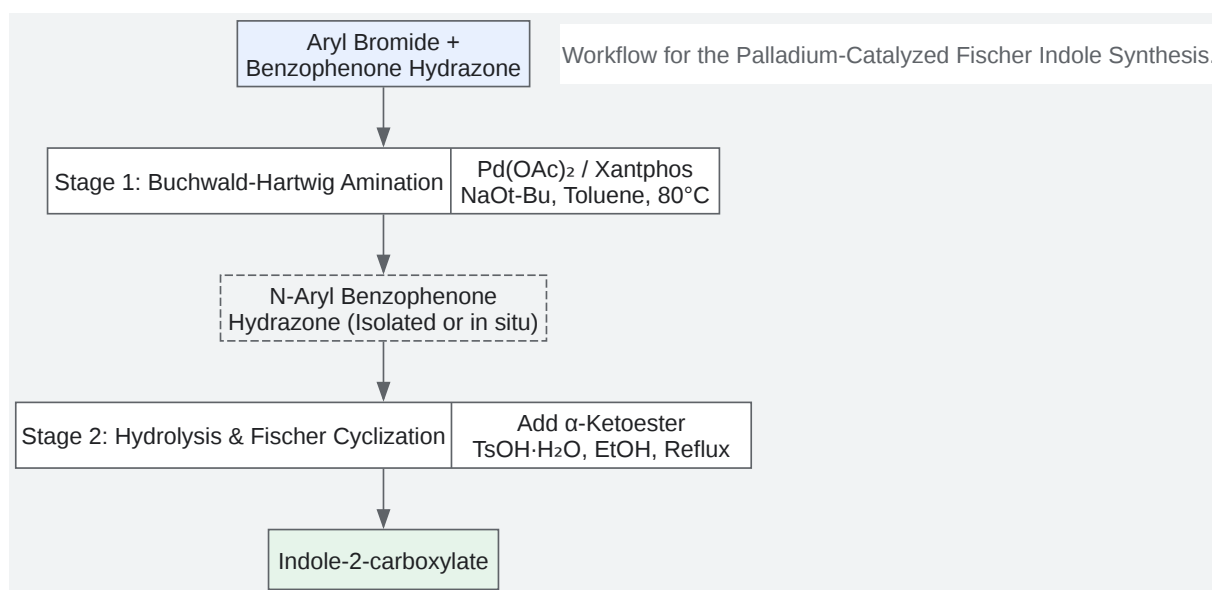 Aryl Bromide +
Benzophenone Hydrazone
Workflow for the Palladium-Catalyzed Fischer Indole Synthesis.
Stage 1: Buchwald-Hartwig Amination
Pd(OAc)₂ / Xantphos
NaOt-Bu, Toluene, 80°C
N-Aryl Benzophenone
Hydrazone (Isolated or in situ)
Stage 2: Hydrolysis & Fischer Cyclization
Add α-Ketoester
TsOH·H₂O, EtOH, Reflux
Indole-2-carboxylate